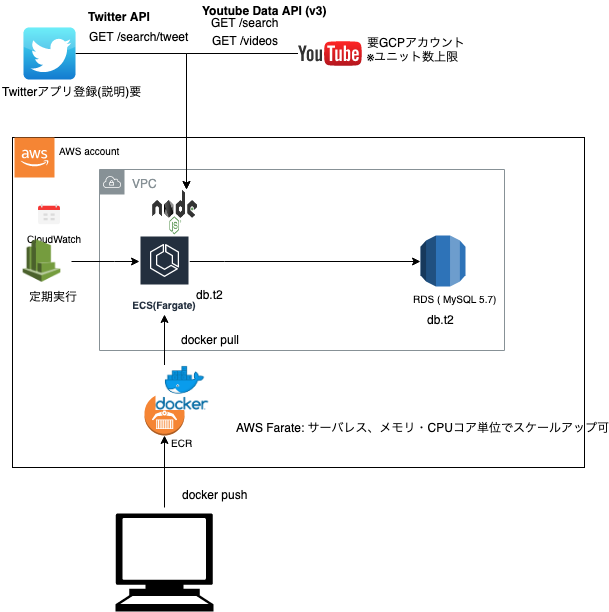 Twitter API
GET /search/tweet
Youtube Data API (v3)
GET /search
GET /videos
YouTube
要GCPアカウント
※ユニット数上限
Twitterアプリ登録(説明)要
aws
AWS account
VPC
node
JS
CloudWatch
定期実行
ECS(Fargate)
db.t2
RDS ( MySQL 5.7)
db.t2
docker pull
docker
ECR
AWS Farate: サーバレス、メモリ・CPUコア単位でスケールアップ可
docker push